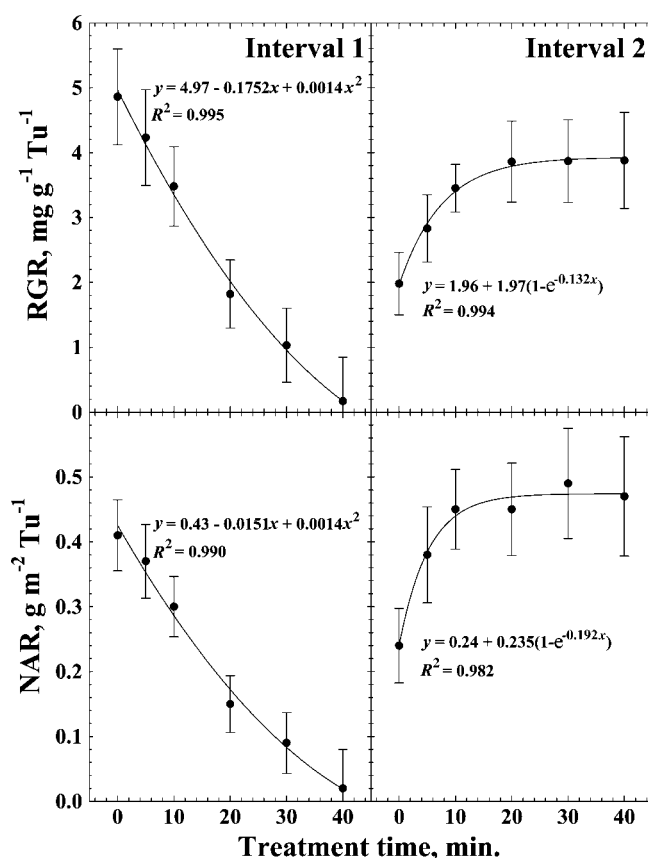 Interval 1
Interval 2
RGR, mg g⁻¹ Tu⁻¹
6
5
4
3
2
1
0
y = 4.97 - 0.1752x + 0.0014x²
R² = 0.995
y = 1.96 + 1.97(1-e⁻⁰·¹³²ˣ)
R² = 0.994
NAR, g m⁻² Tu⁻¹
0.5
0.4
0.3
0.2
0.1
0.0
y = 0.43 - 0.0151x + 0.0014x²
R² = 0.990
y = 0.24 + 0.235(1-e⁻⁰·¹⁹²ˣ)
R² = 0.982
0 10 20 30 40 0 10 20 30 40
Treatment time, min.